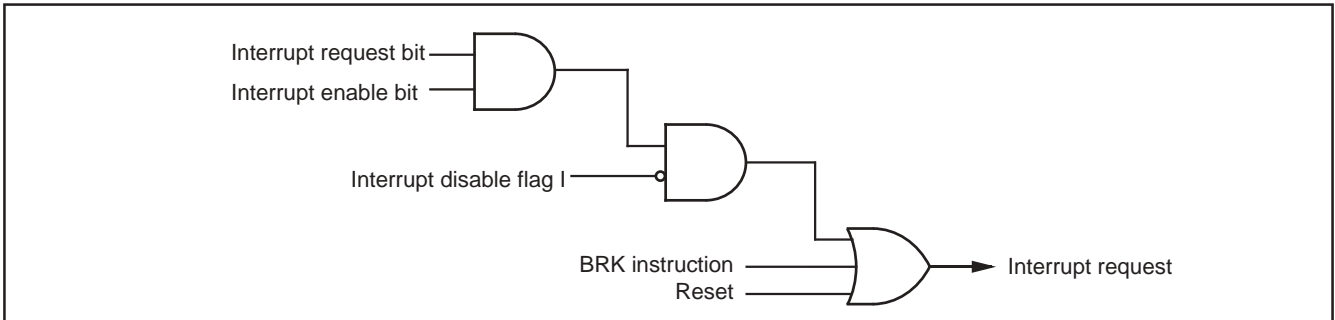 Interrupt request bit
Interrupt enable bit
Interrupt disable flag I
BRK instruction
Reset
Interrupt request